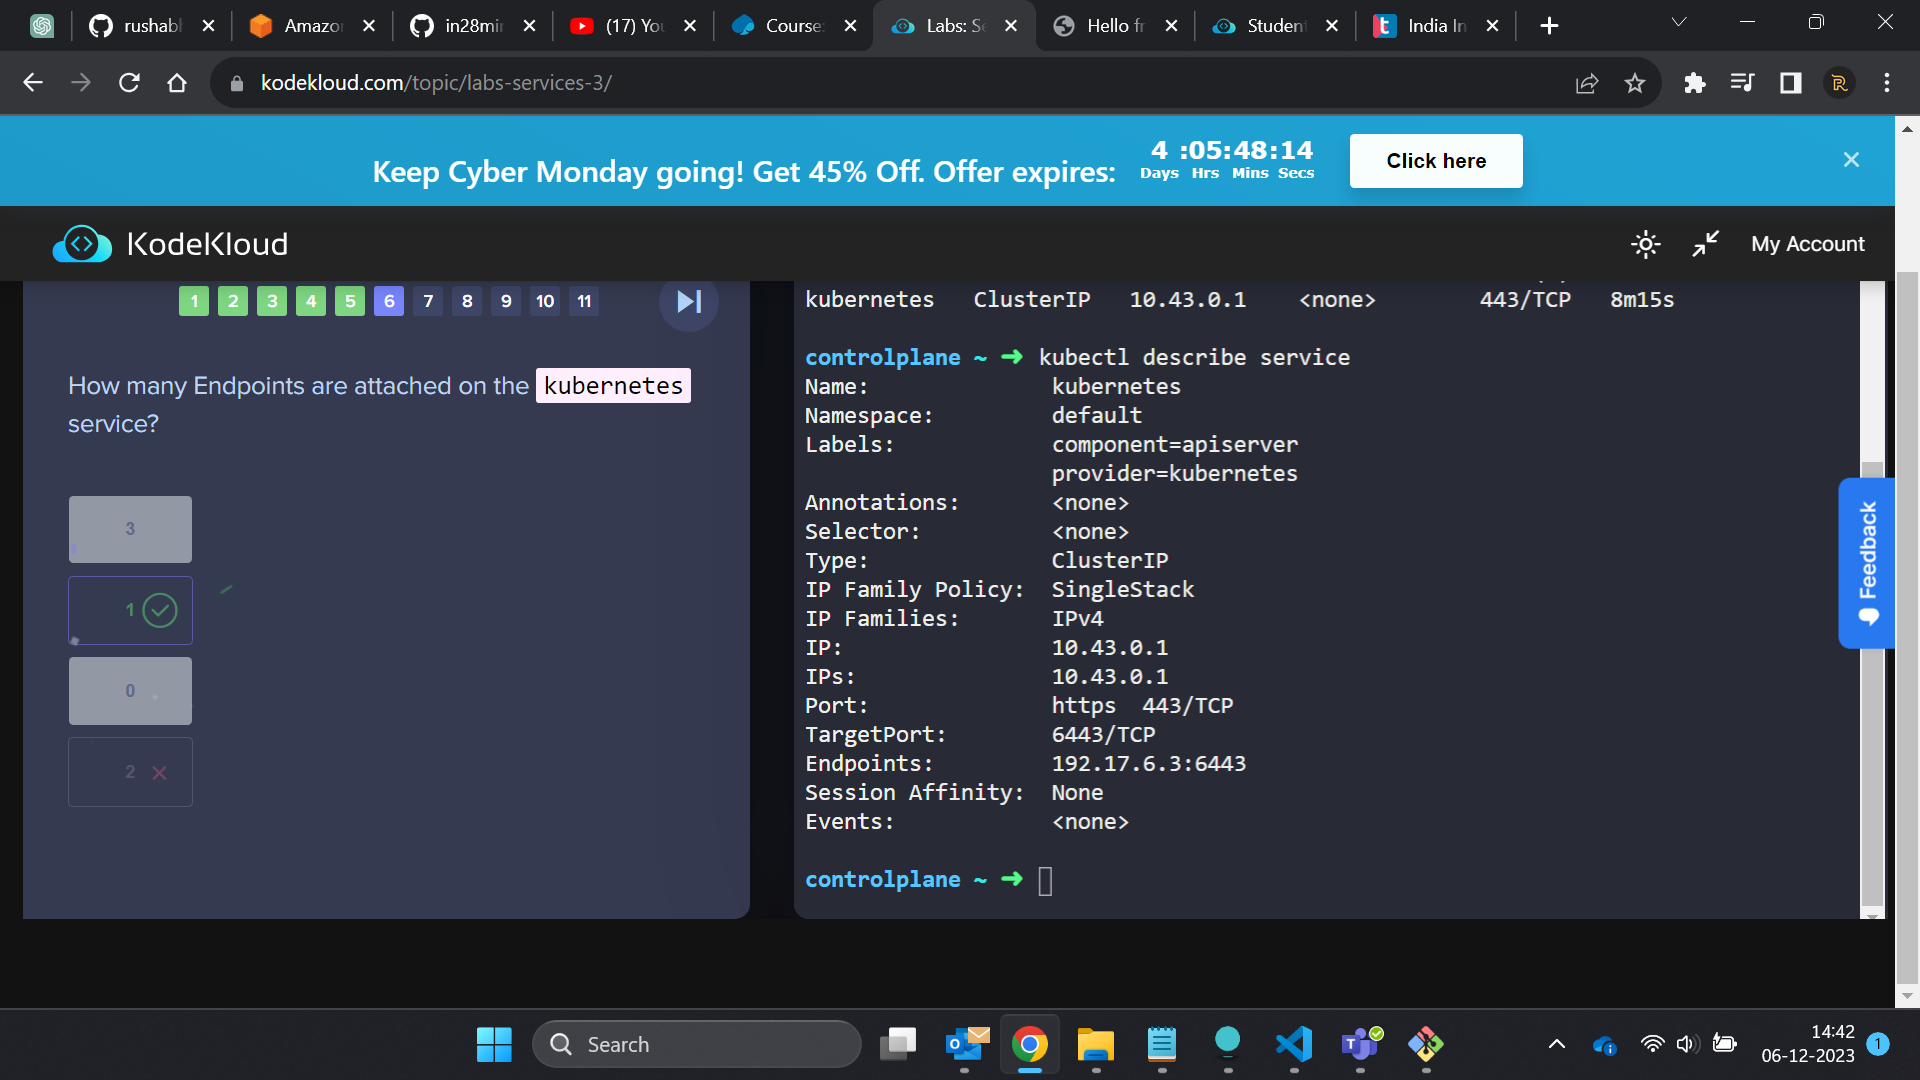 rushabl
Amazo
in28mi
(17) Yo
Course:
Labs: Se
Hello fr
Studen
India In
kodekloud.com/topic/labs-services-3/
Keep Cyber Monday going! Get 45% Off. Offer expires:
4 :05:48:14
Days Hrs Mins Secs
Click here
KodeKloud
My Account
1 2 3 4 5 6 7 8 9 10 11
How many Endpoints are attached on the kubernetes
service?
3
1
0
2
kubernetes ClusterIP 10.43.0.1 <none> 443/TCP 8m15s
controlplane ~ ➜ kubectl describe service
Name: kubernetes
Namespace: default
Labels: component=apiserver
provider=kubernetes
Annotations: <none>
Selector: <none>
Type: ClusterIP
IP Family Policy: SingleStack
IP Families: IPv4
IP: 10.43.0.1
IPs: 10.43.0.1
Port: https 443/TCP
TargetPort: 6443/TCP
Endpoints: 192.17.6.3:6443
Session Affinity: None
Events: <none>
controlplane ~ ➜
Feedback
Search
14:42
06-12-2023
1